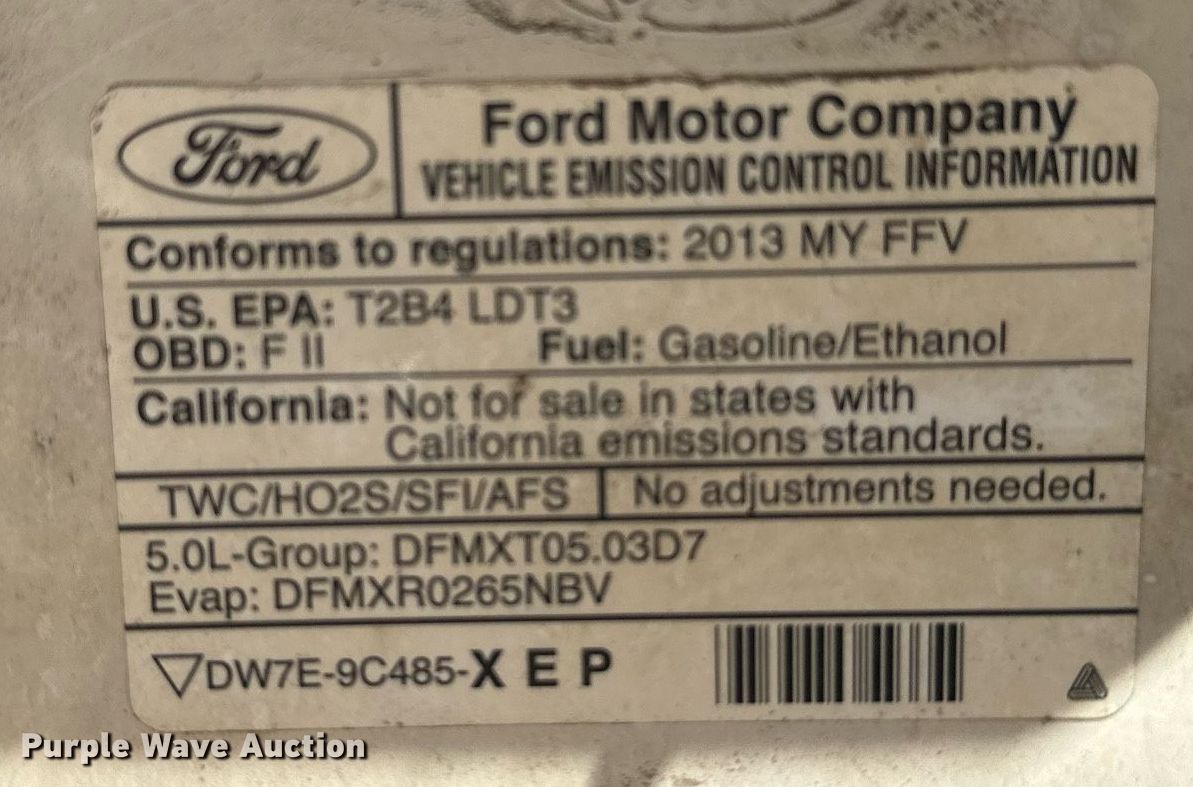 Ford
Ford Motor Company
VEHICLE EMISSION CONTROL INFORMATION
Conforms to regulations: 2013 MY FFV
U.S. EPA: T2B4 LDT3
OBD: F II Fuel: Gasoline/Ethanol
California: Not for sale in states with
California emissions standards.
TWC/HO2S/SFI/AFS No adjustments needed.
5.0L-Group: DFMXT05.03D7
Evap: DFMXR0265NBV
▽DW7E-9C485-X E P
Purple Wave Auction